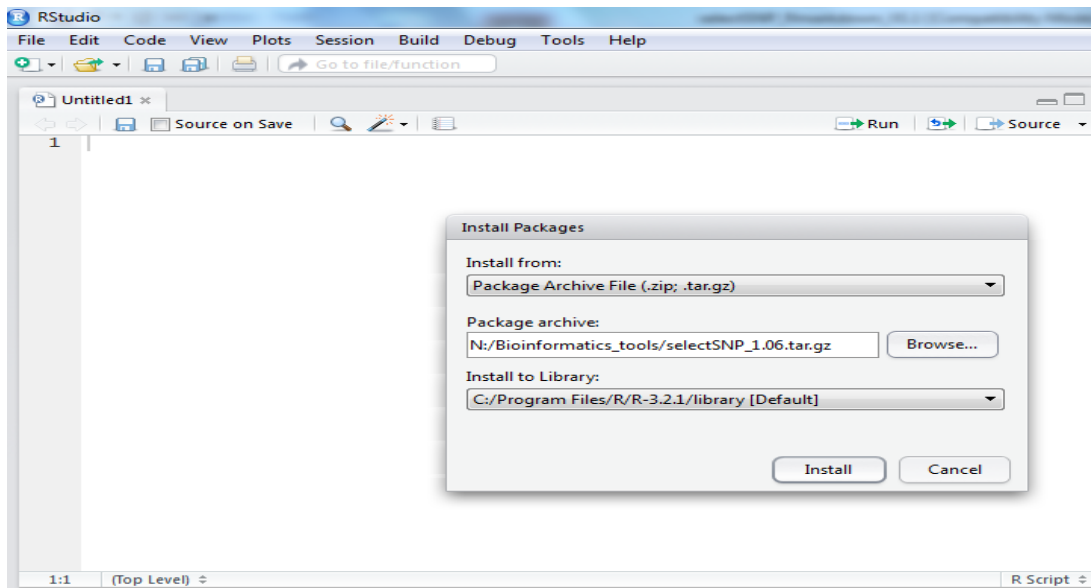 RStudio
File Edit Code View Plots Session Build Debug Tools Help
Go to file/function
Untitled1
Source on Save Run Source
1
Install Packages
Install from:
Package Archive File (.zip; .tar.gz)
Package archive:
N:/Bioinformatics_tools/selectSNP_1.06.tar.gz Browse...
Install to Library:
C:/Program Files/R/R-3.2.1/library [Default]
Install Cancel
1:1 (Top Level) R Script